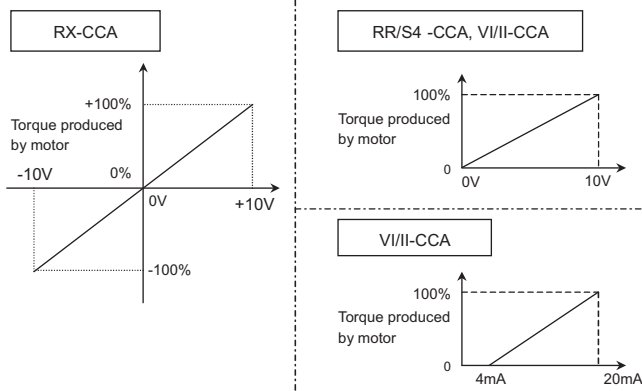 RX-CCA
+100%
Torque produced
by motor
-10V
0%
0V
+10V
-100%
RR/S4 -CCA, VI/II-CCA
100%
Torque produced
by motor
0
0V
10V
VI/II-CCA
100%
Torque produced
by motor
0
4mA
20mA